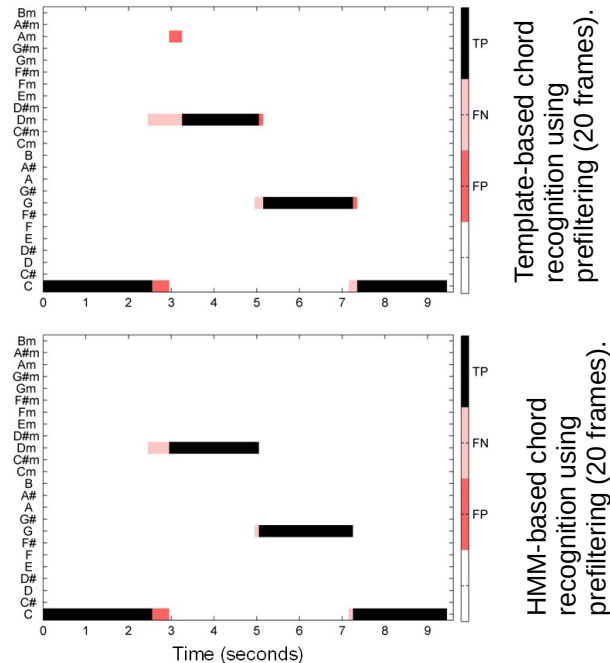 Bm
A#m
Am
G#m
Gm
F#m
Fm
Em
D#m
Dm
C#m
Cm
B
A#
A
G#
G
F#
F
E
D#
D
C#
C
0 1 2 3 4 5 6 7 8 9
TP
FN
FP
Template-based chord
recognition using
prefiltering (20 frames).
Bm
A#m
Am
G#m
Gm
F#m
Fm
Em
D#m
Dm
C#m
Cm
B
A#
A
G#
G
F#
F
E
D#
D
C#
C
0 1 2 3 4 5 6 7 8 9
Time (seconds)
TP
FN
FP
HMM-based chord
recognition using
prefiltering (20 frames).